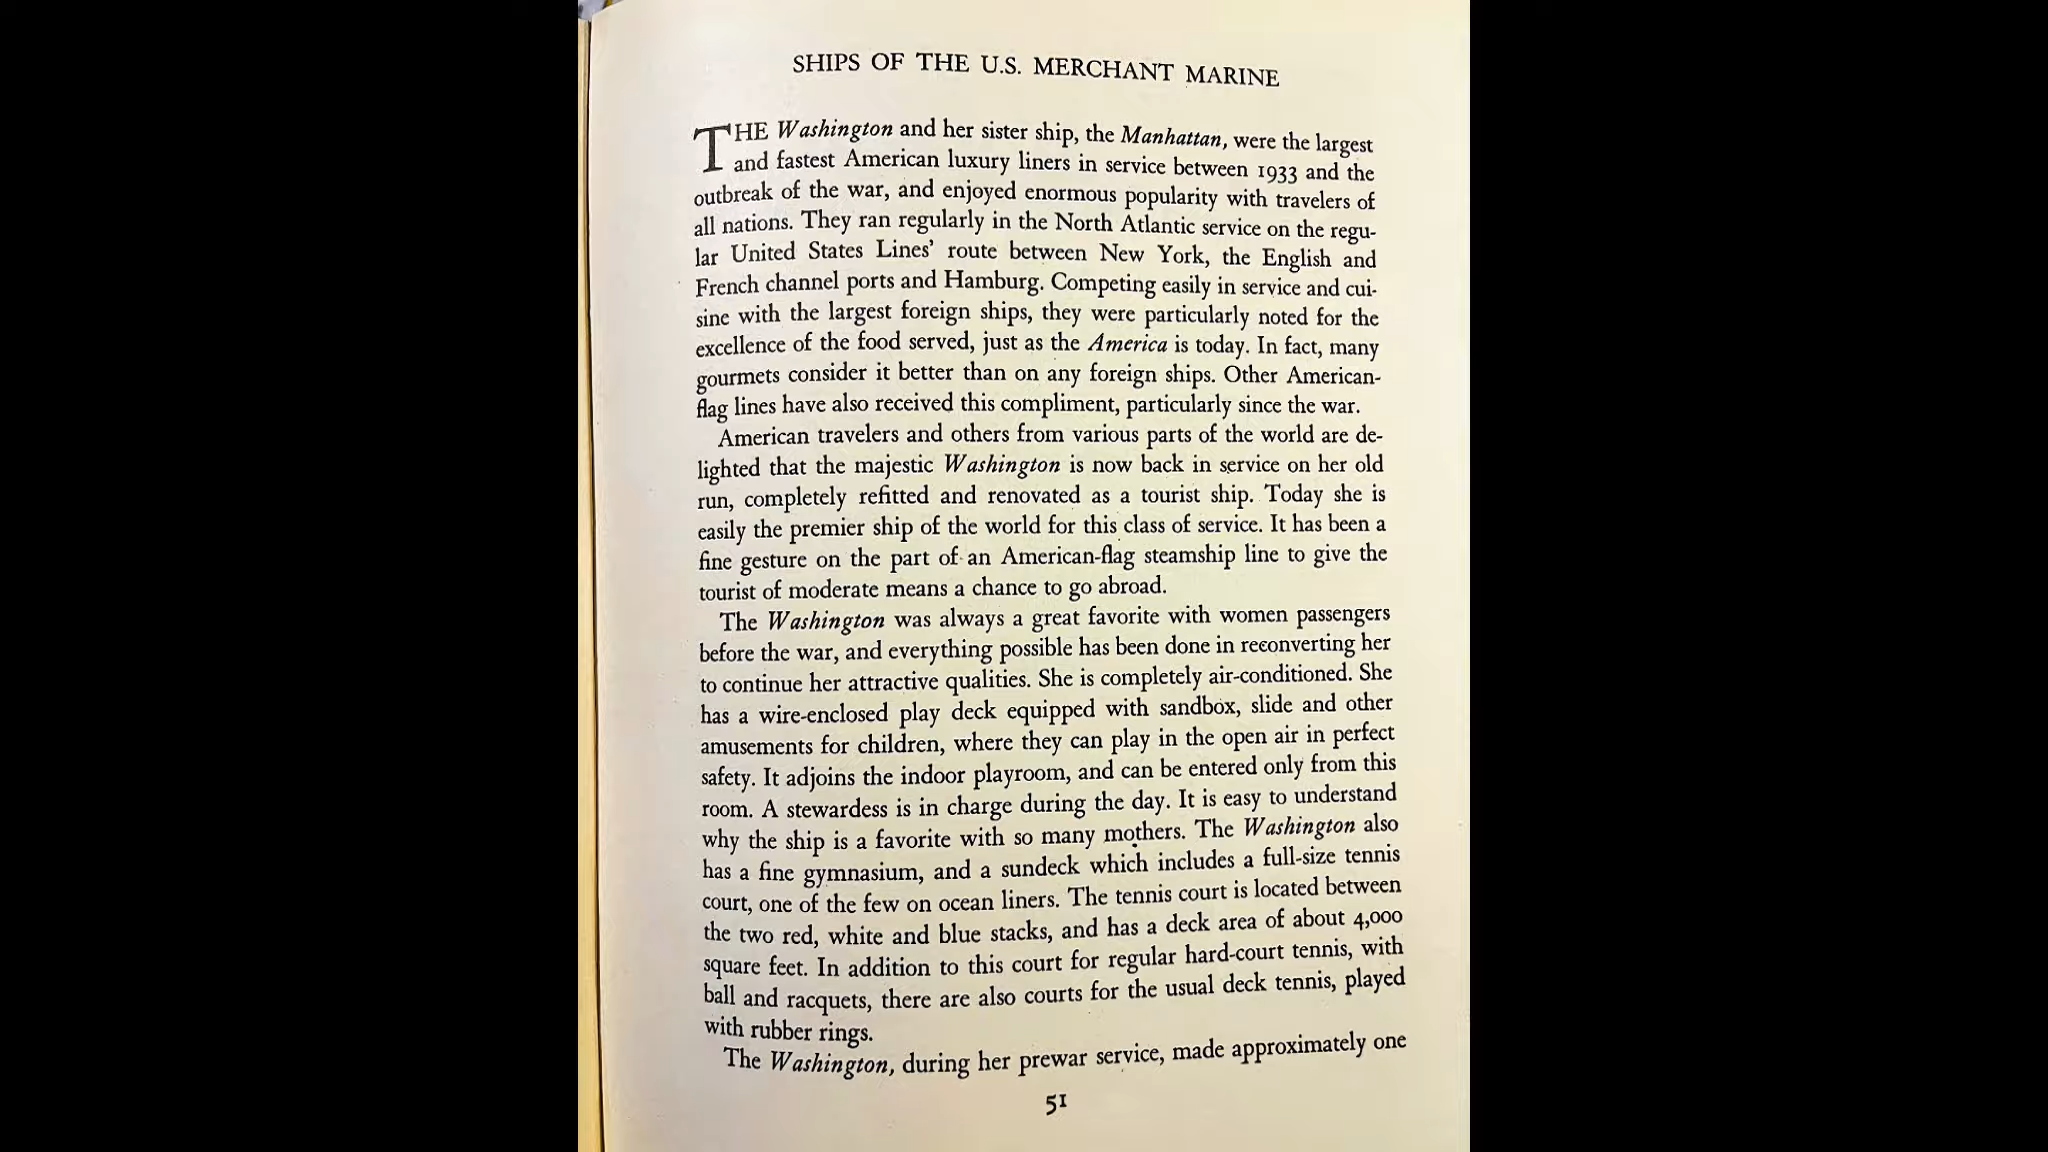 SHIPS OF THE U.S. MERCHANT MARINE
THE Washington and her sister ship, the Manhattan, were the largest
and fastest American luxury liners in service between 1933 and the
outbreak of the war, and enjoyed enormous popularity with travelers of
all nations. They ran regularly in the North Atlantic service on the regu-
lar United States Lines' route between New York, the English and
French channel ports and Hamburg. Competing easily in service and cui-
sine with the largest foreign ships, they were particularly noted for the
excellence of the food served, just as the America is today. In fact, many
gourmets consider it better than on any foreign ships. Other American-
flag lines have also received this compliment, particularly since the war.
American travelers and others from various parts of the world are de-
lighted that the majestic Washington is now back in service on her old
run, completely refitted and renovated as a tourist ship. Today she is
easily the premier ship of the world for this class of service. It has been a
fine gesture on the part of an American-flag steamship line to give the
tourist of moderate means a chance to go abroad.
The Washington was always a great favorite with women passengers
before the war, and everything possible has been done in reconverting her
to continue her attractive qualities. She is completely air-conditioned. She
has a wire-enclosed play deck equipped with sandbox, slide and other
amusements for children, where they can play in the open air in perfect
safety. It adjoins the indoor playroom, and can be entered only from this
room. A stewardess is in charge during the day. It is easy to understand
why the ship is a favorite with so many mothers. The Washington also
has a fine gymnasium, and a sundeck which includes a full-size tennis
court, one of the few on ocean liners. The tennis court is located between
the two red, white and blue stacks, and has a deck area of about 4,000
square feet. In addition to this court for regular hard-court tennis, with
ball and racquets, there are also courts for the usual deck tennis, played
with rubber rings.
The Washington, during her prewar service, made approximately one
51